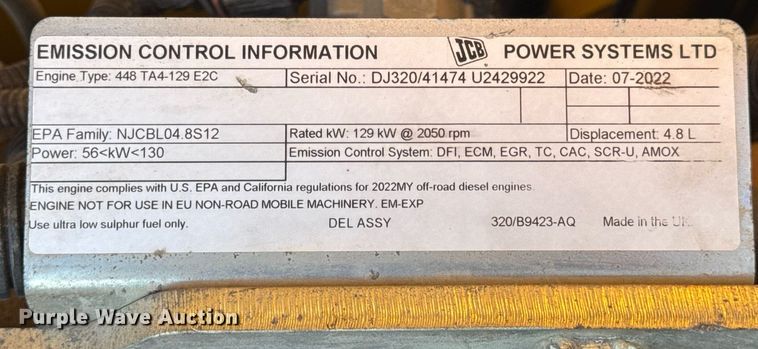 EMISSION CONTROL INFORMATION JCB POWER SYSTEMS LTD
Engine Type: 448 TA4-129 E2C Serial No.: DJ320/41474 U2429922 Date: 07-2022
EPA Family: NJCBL04.8S12 Rated kW: 129 kW @ 2050 rpm Displacement: 4.8 L
Power: 56<kW<130 Emission Control System: DFI, ECM, EGR, TC, CAC, SCR-U, AMOX
This engine complies with U.S. EPA and California regulations for 2022MY off-road diesel engines.
ENGINE NOT FOR USE IN EU NON-ROAD MOBILE MACHINERY. EM-EXP
Use ultra low sulphur fuel only. DEL ASSY 320/B9423-AQ Made in the UK
Purple Wave Auction